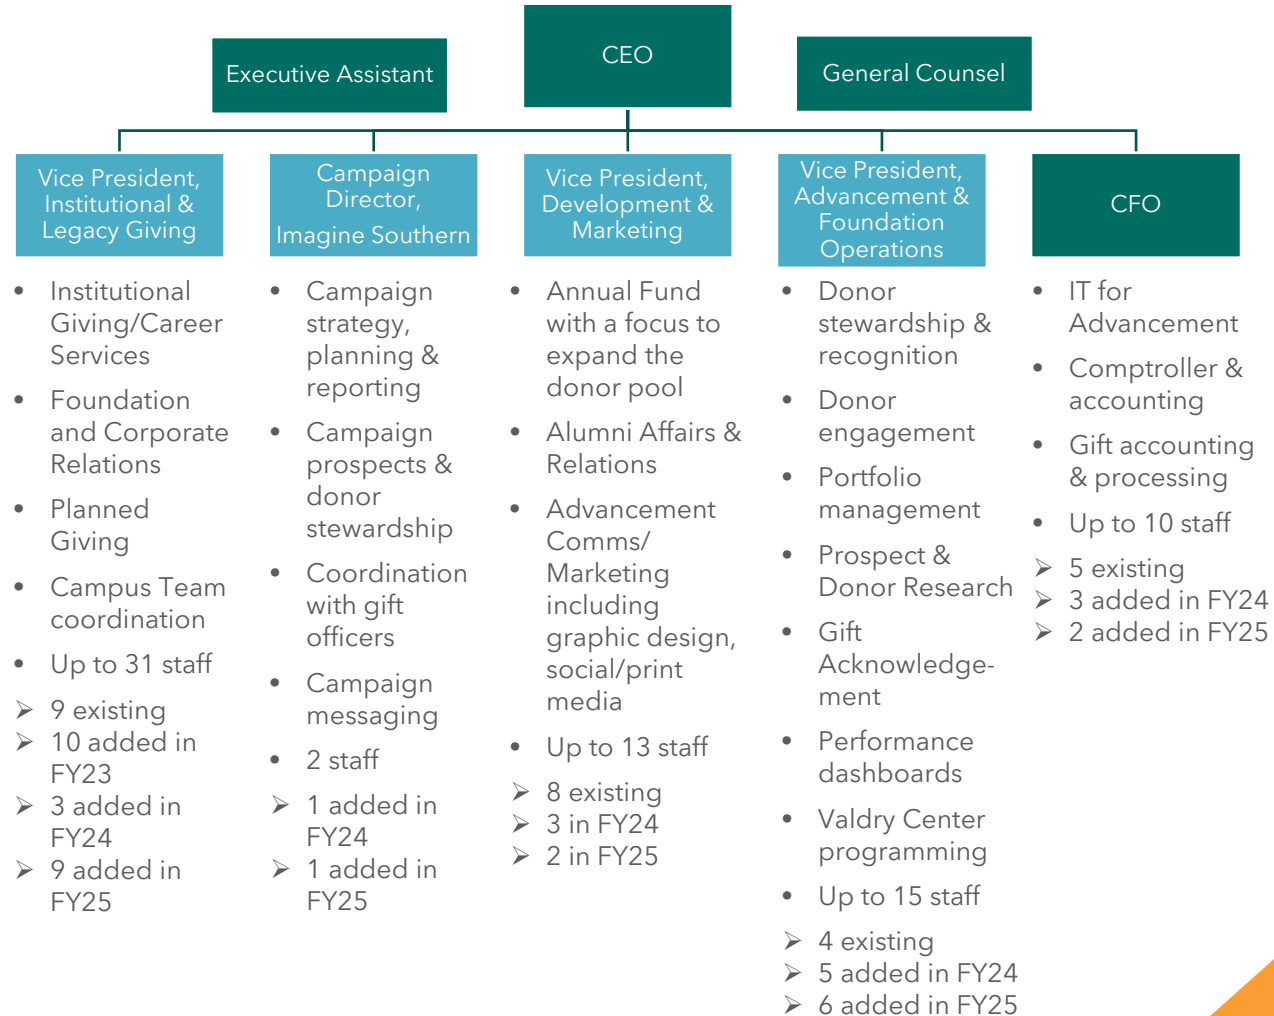 CEO
Executive Assistant
General Counsel
Vice President,
Institutional &
Legacy Giving
• Institutional
Giving/Career
Services
• Foundation
and Corporate
Relations
• Planned
Giving
• Campus Team
coordination
• Up to 31 staff
➢ 9 existing
➢ 10 added in
FY23
➢ 3 added in
FY24
➢ 9 added in
FY25
Campaign
Director,
Imagine Southern
• Campaign
strategy,
planning &
reporting
• Campaign
prospects &
donor
stewardship
• Coordination
with gift
officers
• Campaign
messaging
• 2 staff
➢ 1 added in
FY24
➢ 1 added in
FY25
Vice President,
Development &
Marketing
• Annual Fund
with a focus to
expand the
donor pool
• Alumni Affairs &
Relations
• Advancement
Comms/
Marketing
including
graphic design,
social/print
media
• Up to 13 staff
➢ 8 existing
➢ 3 in FY24
➢ 2 in FY25
Vice President,
Advancement &
Foundation
Operations
• Donor
stewardship &
recognition
• Donor
engagement
• Portfolio
management
• Prospect &
Donor Research
• Gift
Acknowledge-
ment
• Performance
dashboards
• Valdry Center
programming
• Up to 15 staff
➢ 4 existing
➢ 5 added in FY24
➢ 6 added in FY25
CFO
• IT for
Advancement
• Comptroller &
accounting
• Gift accounting
& processing
• Up to 10 staff
➢ 5 existing
➢ 3 added in FY24
➢ 2 added in FY25